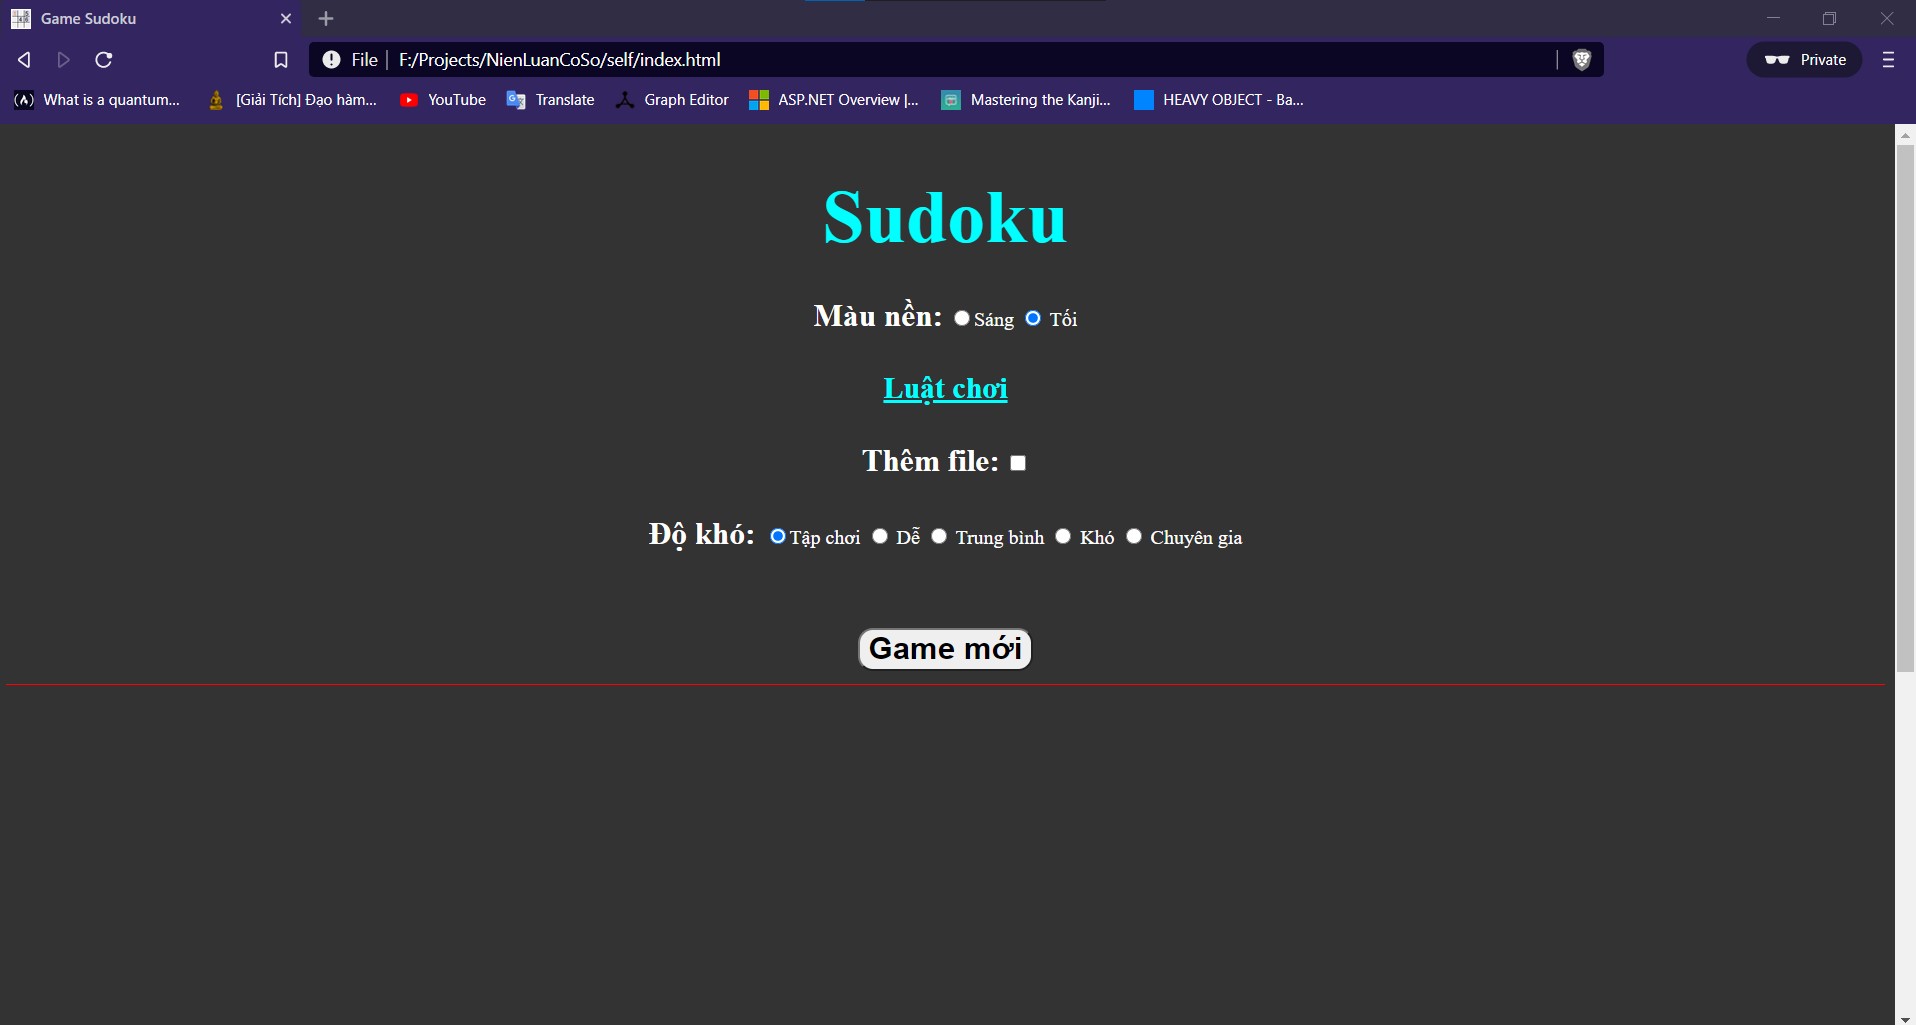 Game Sudoku
File F:/Projects/NienLuanCoSo/self/index.html Private
What is a quantum... [Giải Tích] Đạo hàm... YouTube Translate Graph Editor ASP.NET Overview |... Mastering the Kanji... HEAVY OBJECT - Ba...
Sudoku
Màu nền: Sáng Tối
Luật chơi
Thêm file:
Độ khó: Tập chơi Dễ Trung bình Khó Chuyên gia
Game mới